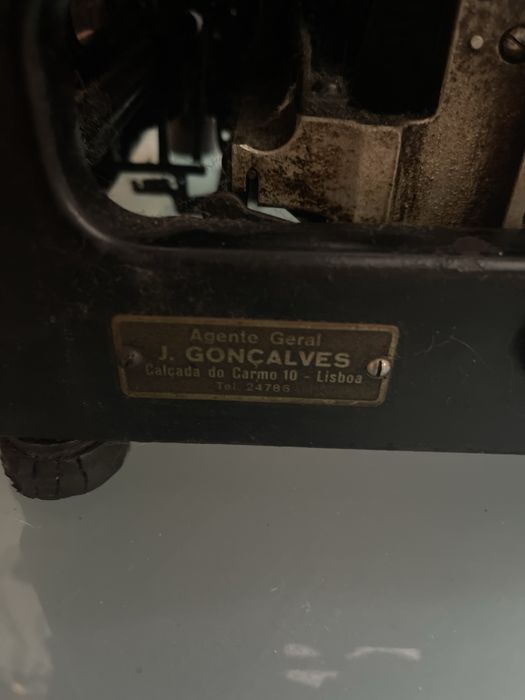 Agente Geral
J. GONÇALVES
Calçada do Carmo 10 - Lisboa
Tel. 24786